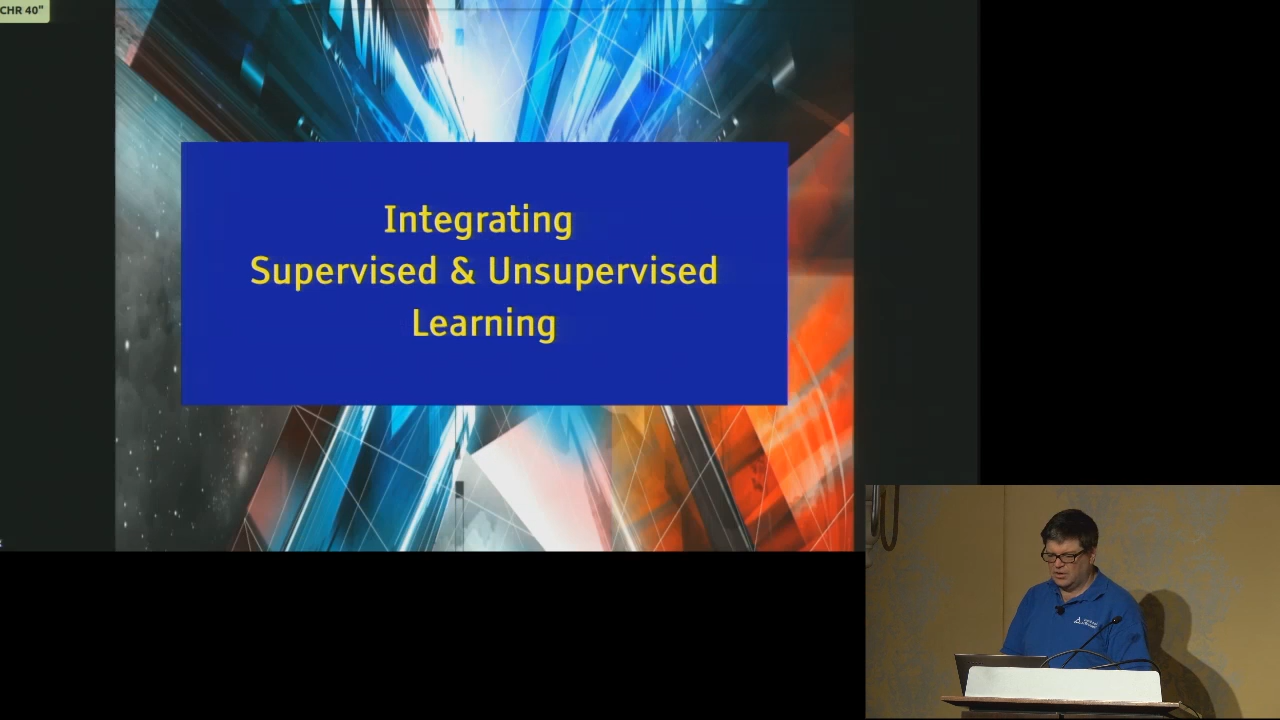 CHR 40"
Integrating
Supervised & Unsupervised
Learning